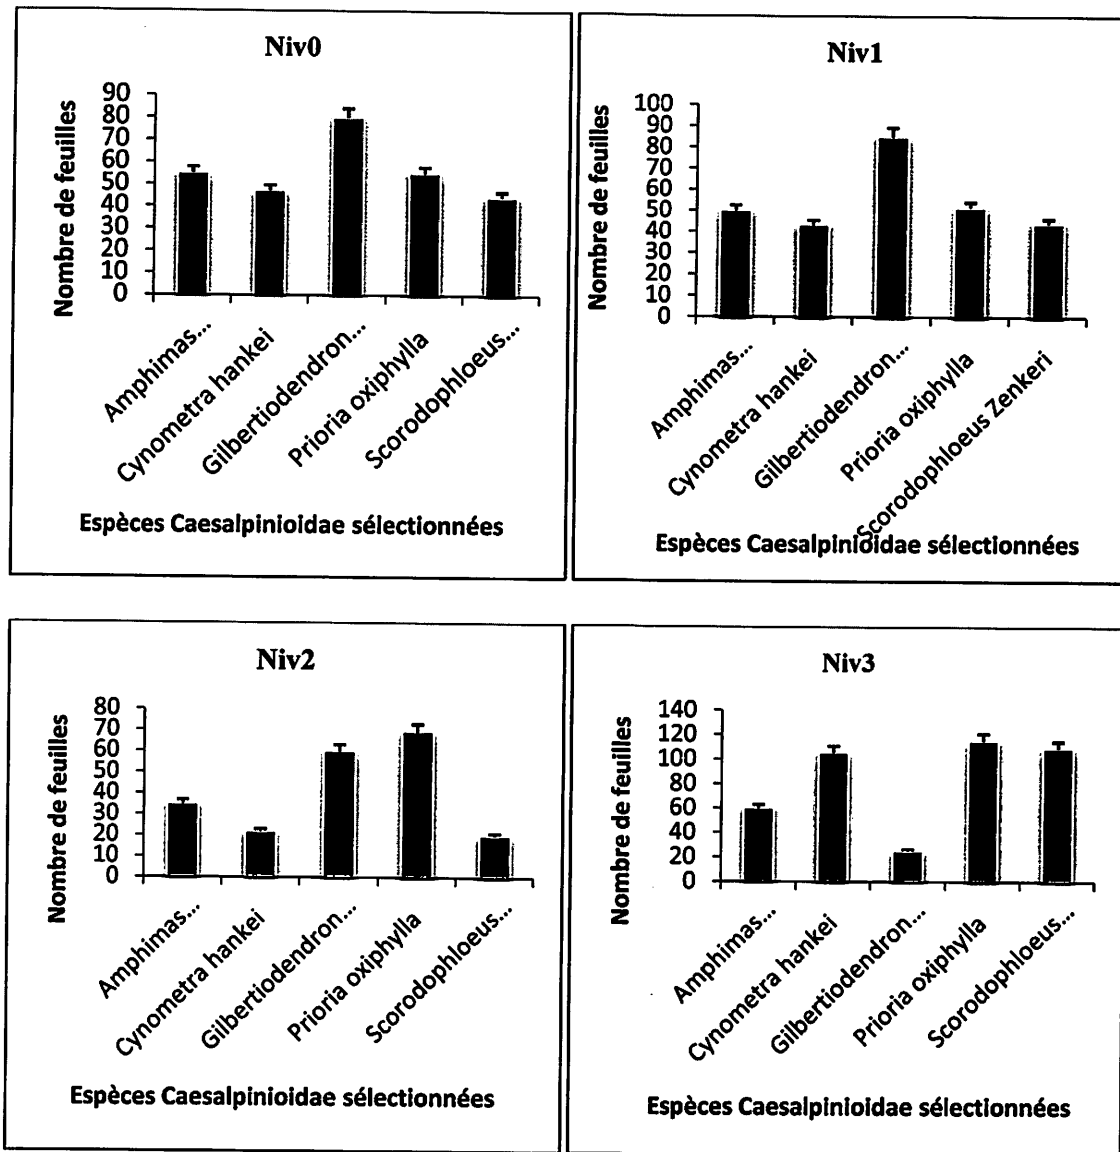 Niv0
Nombre de feuilles
90
80
70
60
50
40
30
20
10
0
Amphimas...
Cynometra hankei
Gilbertiodendron...
Prioria oxiphylla
Scorodophloeus...
Espèces Caesalpinioidae sélectionnées
Niv1
Nombre de feuilles
100
90
80
70
60
50
40
30
20
10
0
Amphimas...
Cynometra hankei
Gilbertiodendron...
Prioria oxiphylla
Scorodophloeus Zenkeri
Espèces Caesalpinioidae sélectionnées
Niv2
Nombre de feuilles
80
70
60
50
40
30
20
10
0
Amphimas...
Cynometra hankei
Gilbertiodendron...
Prioria oxiphylla
Scorodophloeus...
Espèces Caesalpinioidae sélectionnées
Niv3
Nombre de feuilles
140
120
100
80
60
40
20
0
Amphimas...
Cynometra hankei
Gilbertiodendron...
Prioria oxiphylla
Scorodophloeus...
Espèces Caesalpinioidae sélectionnées